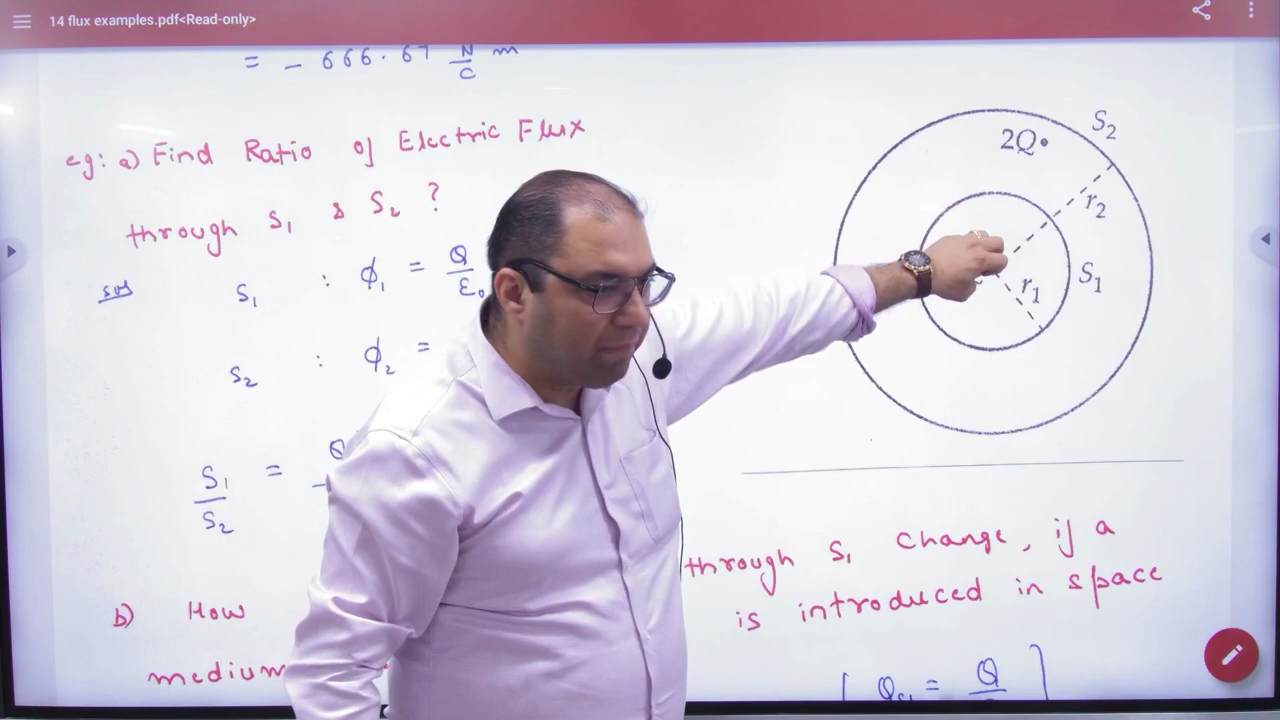 14 flux examples.pdf<Read-only>
= - 666.67 N/C m
eg: a) Find Ratio of Electric Flux
through S₁ & S₂ ?
Sol
S₁ : ϕ₁ = Q/ε₀
S₂ : ϕ₂ =
S₁/S₂ = Q
b) How
through S₁ change, if a
medium
is introduced in space
2Q
S₂
r₂
S₁
r₁
= Q